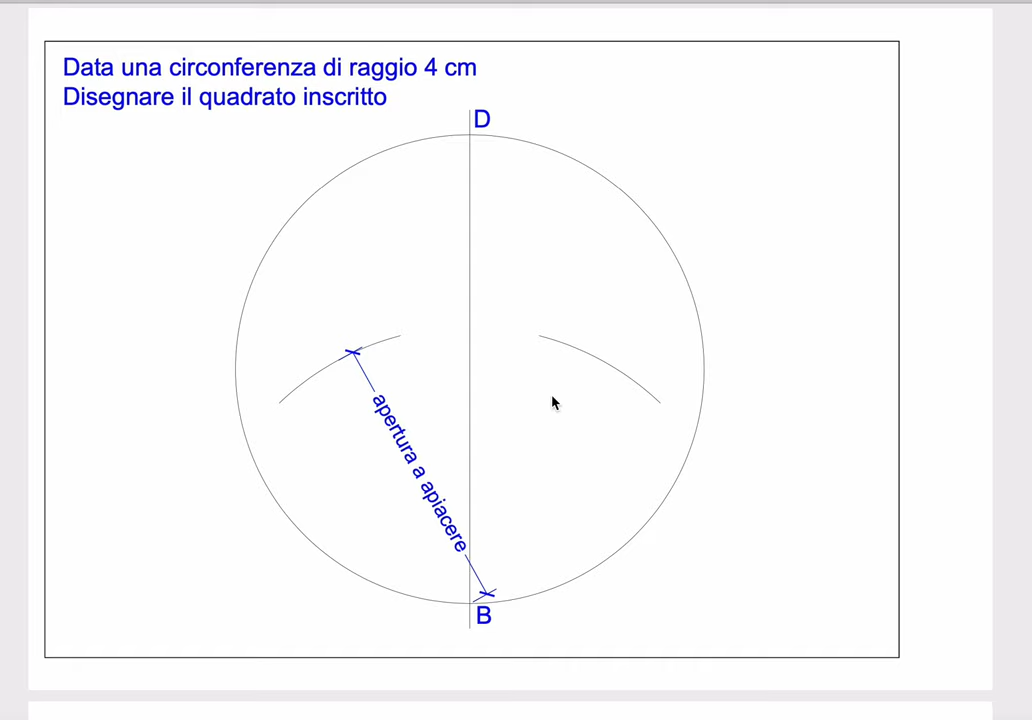 Data una circonferenza di raggio 4 cm
Disegnare il quadrato inscritto
D
apertura a apiacere
B